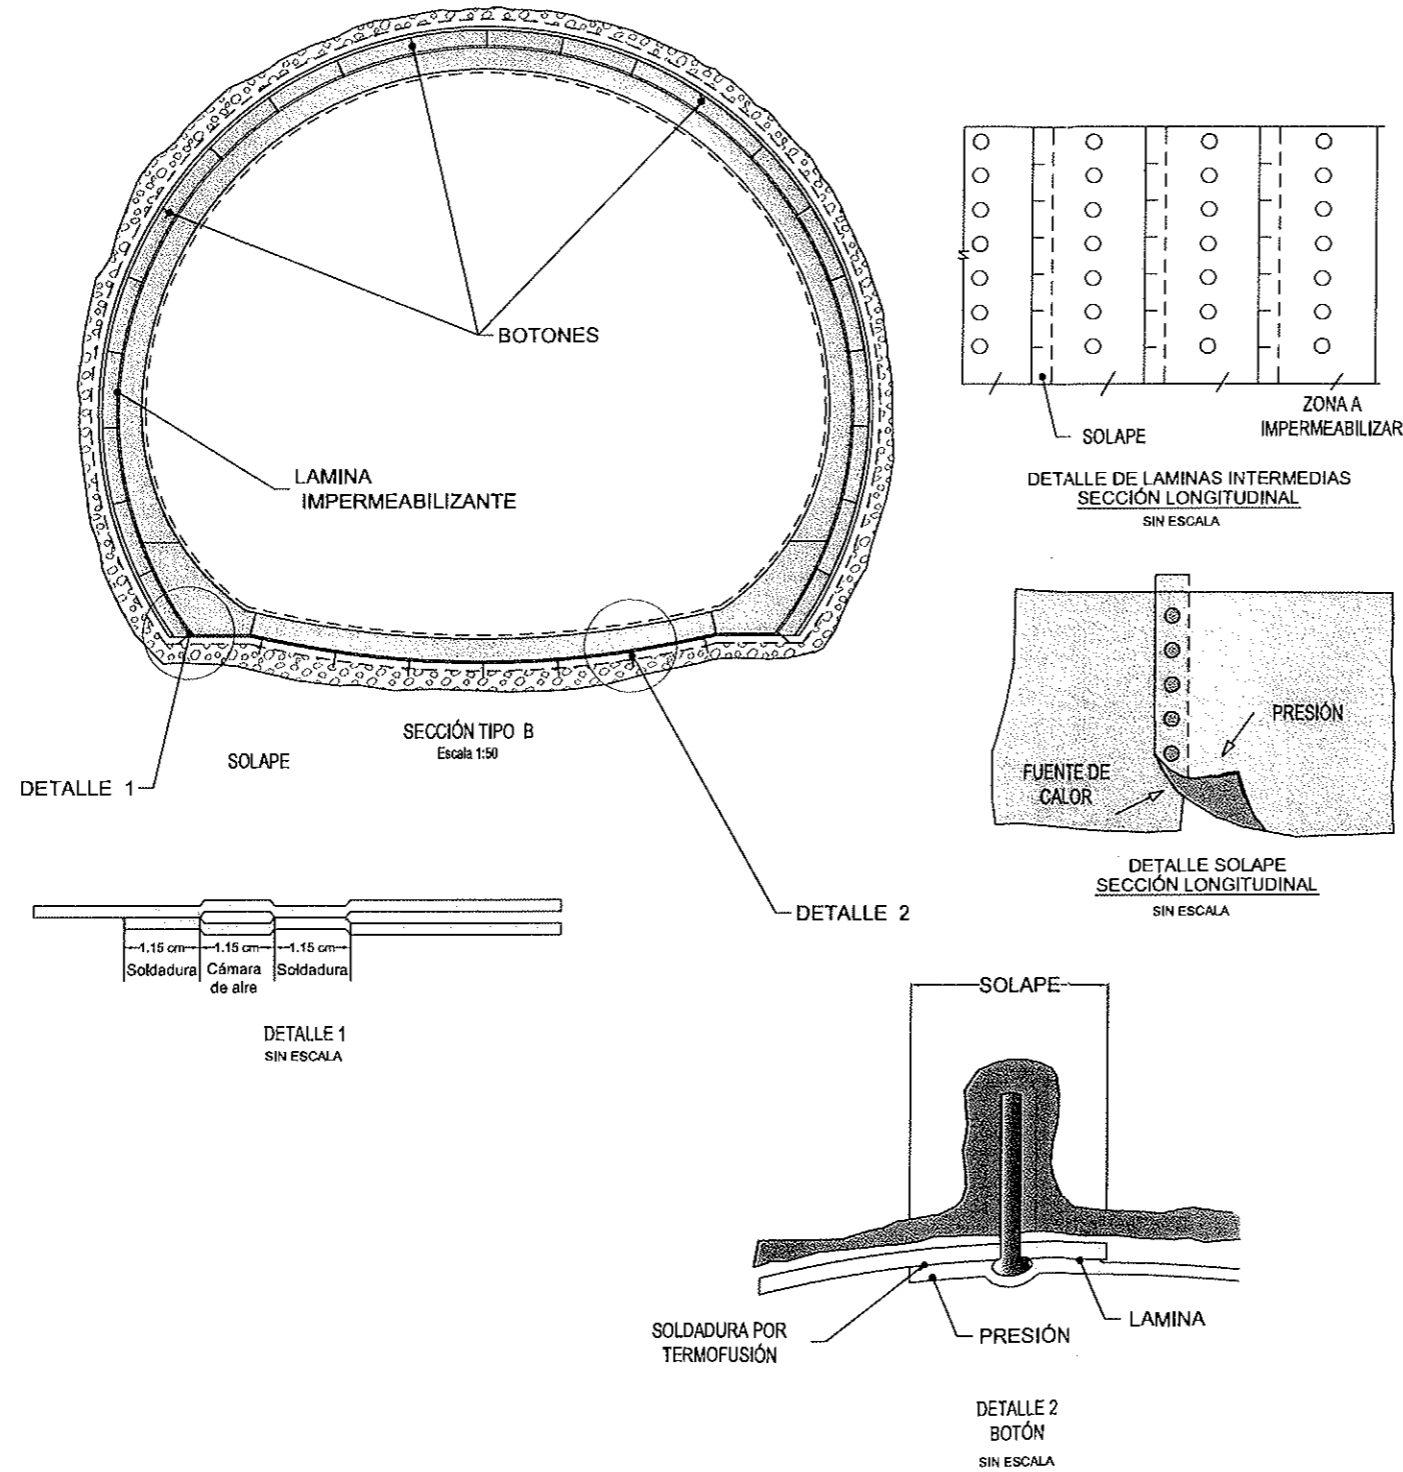 BOTONES
LAMINA
IMPERMEABILIZANTE
SECCIÓN TIPO B
Escala 1:50
SOLAPE
DETALLE 1
DETALLE 2
ZONA A
IMPERMEABILIZAR
SOLAPE
DETALLE DE LAMINAS INTERMEDIAS
SECCIÓN LONGITUDINAL
SIN ESCALA
PRESIÓN
FUENTE DE
CALOR
DETALLE SOLAPE
SECCIÓN LONGITUDINAL
SIN ESCALA
1.15 cm 1.15 cm 1.15 cm
Soldadura Cámara Soldadura
de aire
DETALLE 1
SIN ESCALA
SOLAPE
SOLDADURA POR
TERMOFUSIÓN
PRESIÓN
LAMINA
DETALLE 2
BOTÓN
SIN ESCALA